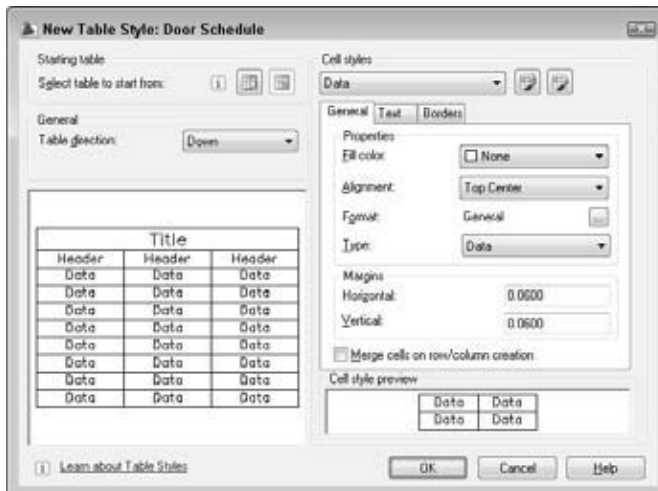 New Table Style: Door Schedule
Starting table
Select table to start from:
General
Table direction:
Down
Title
Header Header Header
Data Data Data
Data Data Data
Data Data Data
Data Data Data
Data Data Data
Data Data Data
Data Data Data
Data Data Data
Learn about Table Styles
Cell styles
Data
General Text Borders
Properties
Fill color:
None
Alignment:
Top Center
Format:
General
...
Type:
Data
Margins
Horizontal:
0.0600
Vertical:
0.0600
Merge cells on row/column creation
Cell style preview
Data Data
Data Data
OK Cancel Help